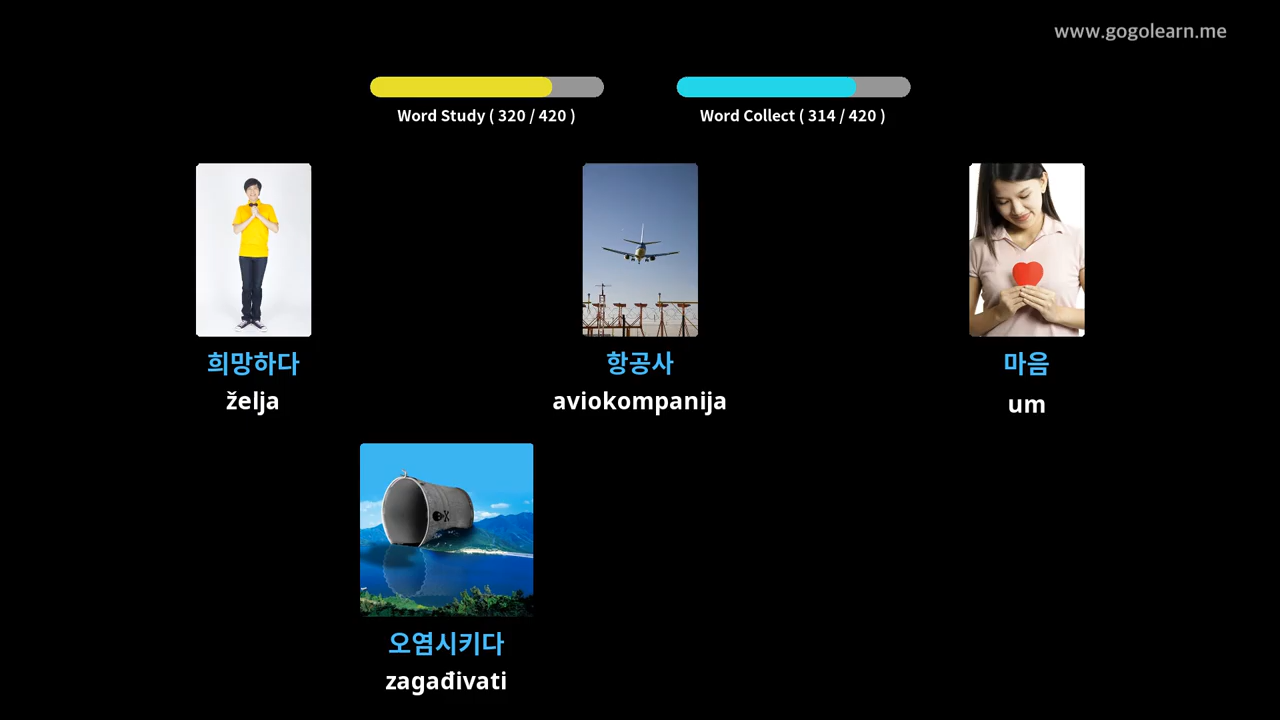 www.gogolearn.me
Word Study ( 320 / 420 )
Word Collect ( 314 / 420 )
희망하다
želja
항공사
aviokompanija
마음
um
오염시키다
zagađivati